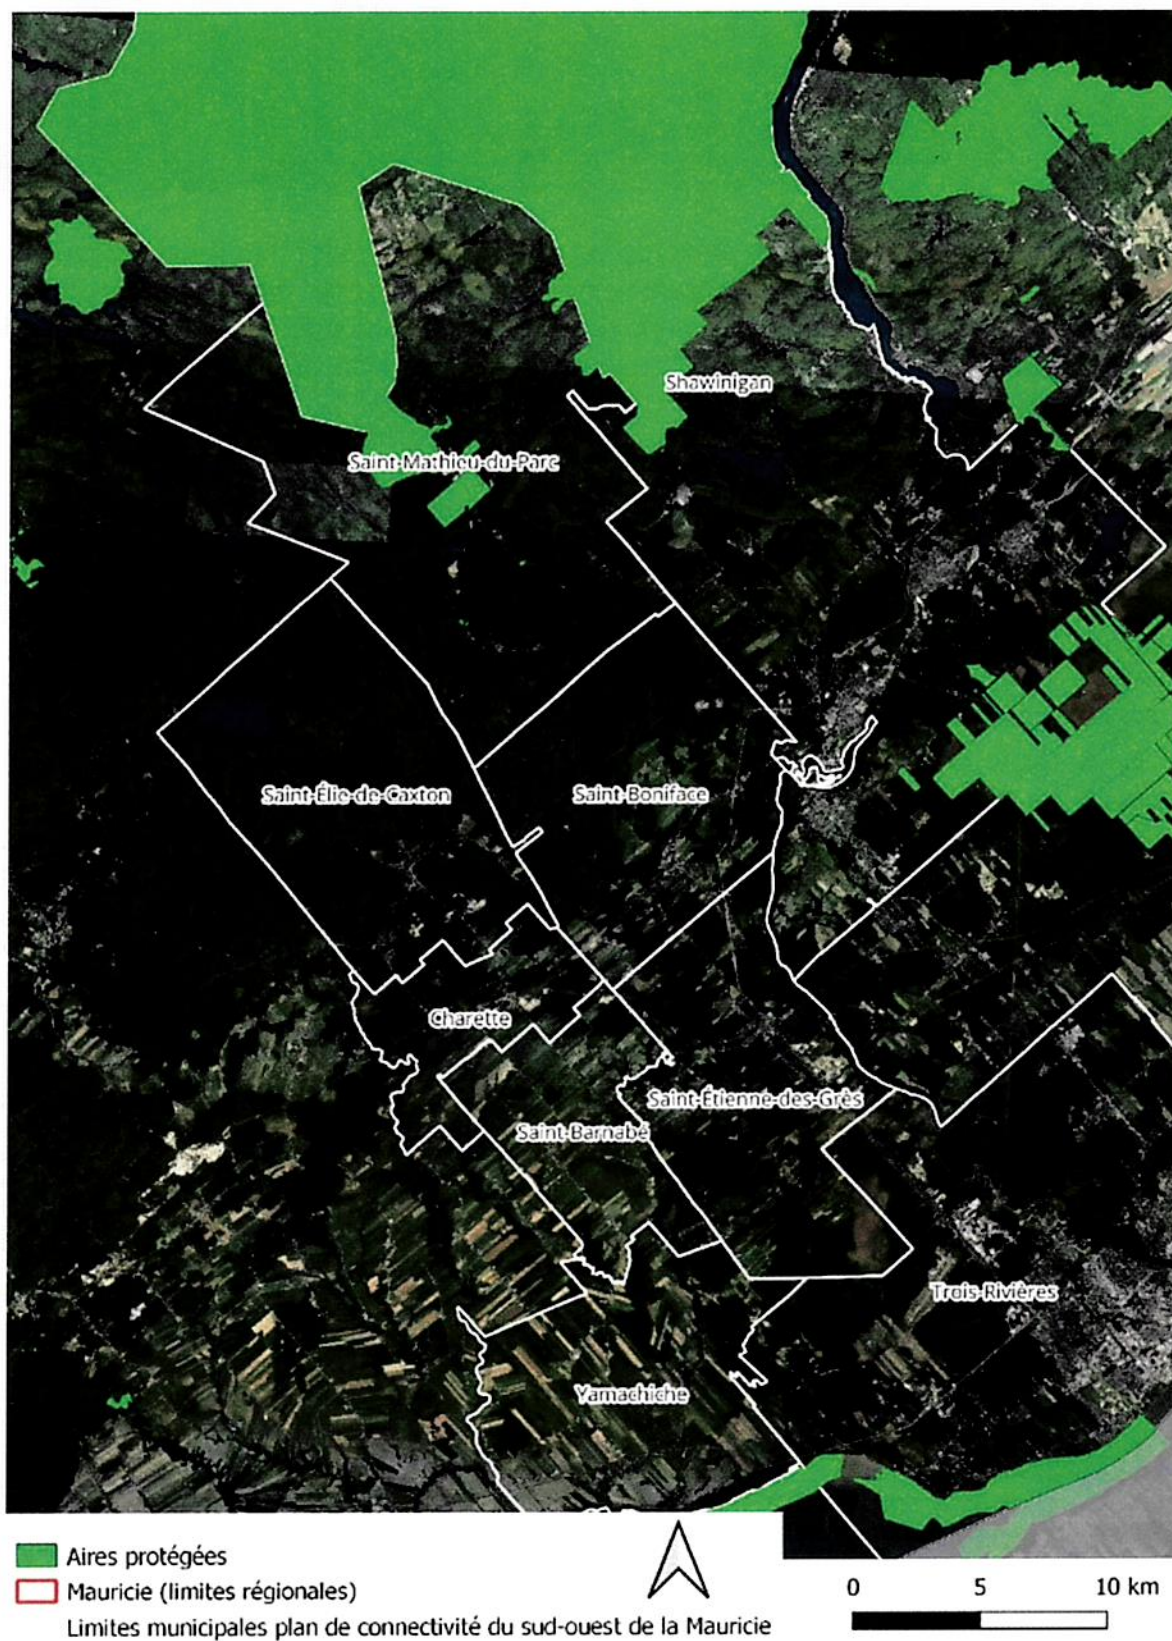 Shawinigan
Saint-Mathieu-du-Parc
Saint-Élie-de-Caxton
Saint-Boniface
Charette
Saint-Étienne-des-Grès
Saint-Barnabé
Trois-Rivières
Yamachiche
Aires protégées
Mauricie (limites régionales)
Limites municipales plan de connectivité du sud-ouest de la Mauricie
0 5 10 km